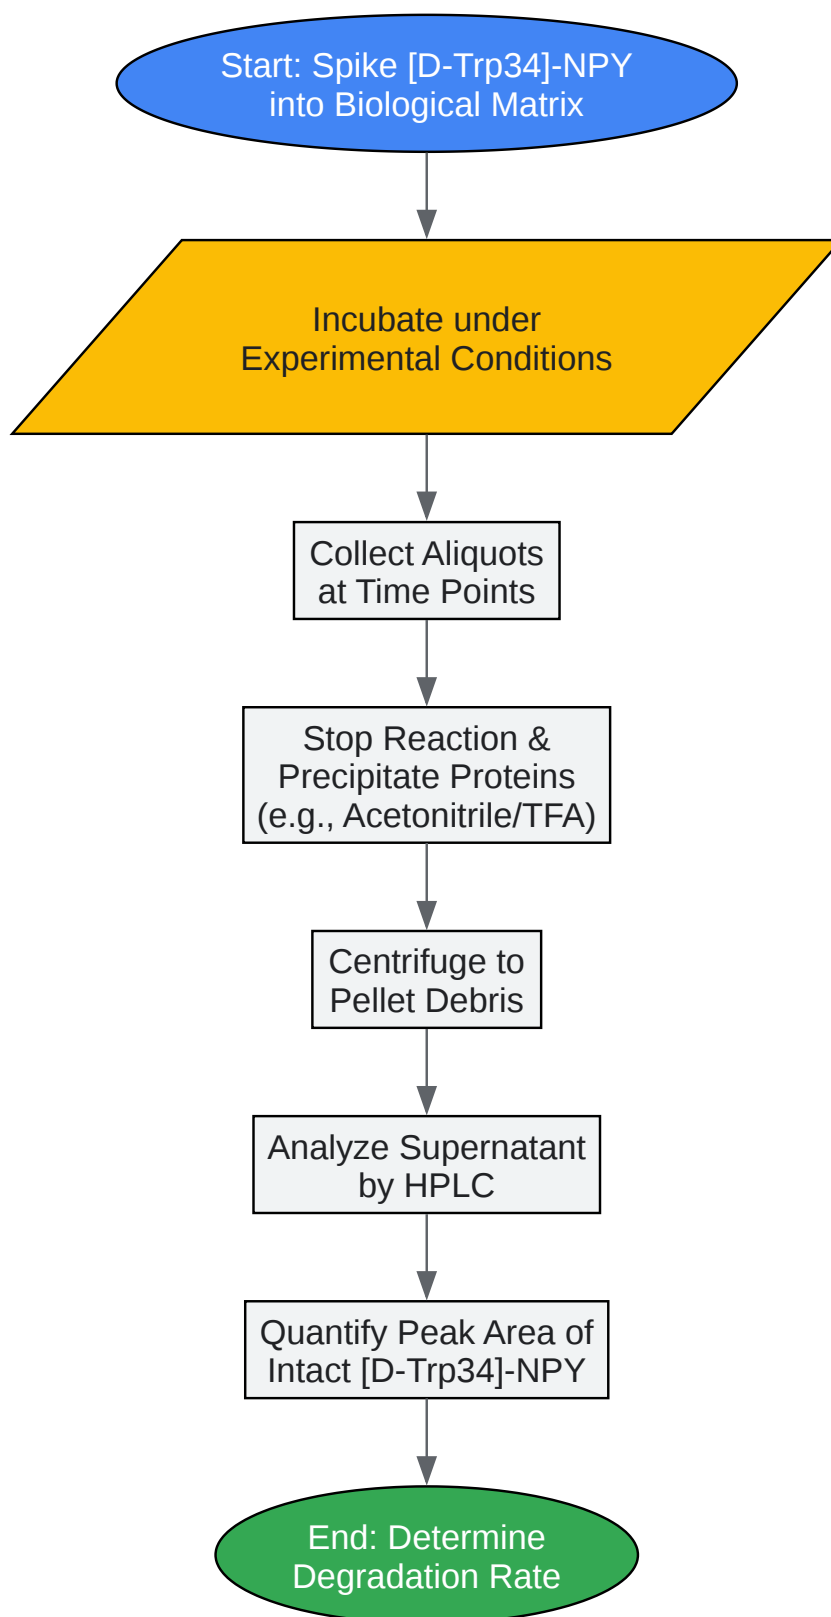 Start: Spike [D-Trp34]-NPY
into Biological Matrix
Incubate under
Experimental Conditions
Collect Aliquots
at Time Points
Stop Reaction &
Precipitate Proteins
(e.g., Acetonitrile/TFA)
Centrifuge to
Pellet Debris
Analyze Supernatant
by HPLC
Quantify Peak Area of
Intact [D-Trp34]-NPY
End: Determine
Degradation Rate